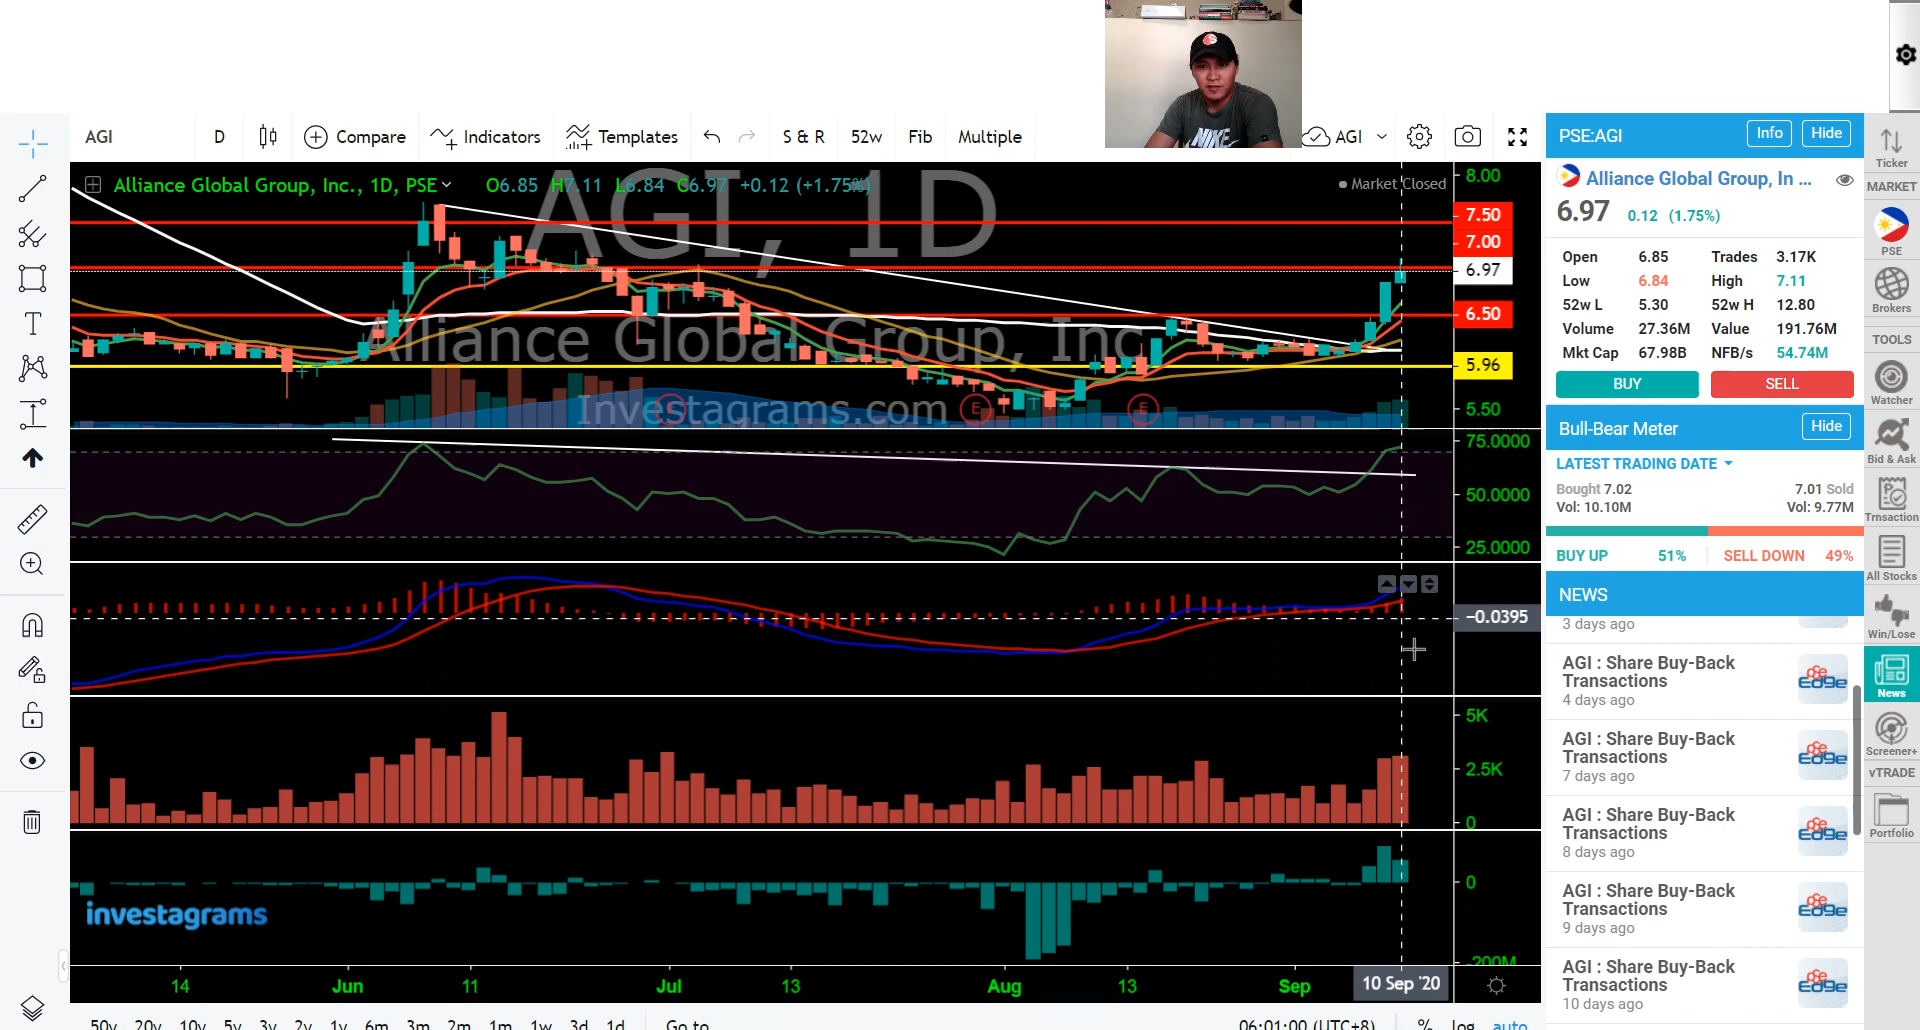 AGI
D
Compare
Indicators
Templates
S & R
52w
Fib
Multiple
NIKE
AGI
Alliance Global Group, Inc., 1D, PSE
O6.85 H7.11 L6.84 C6.97 +0.12 (+1.75%)
Market Closed
AGI, 1D
Alliance Global Group, Inc.
Investagrams.com
E
E
E
8.00
7.50
7.00
6.97
6.50
5.96
5.50
75.0000
50.0000
25.0000
−0.0395
5K
2.5K
0
0
-200M
investagrams
14
Jun
11
Jul
13
Aug
13
Sep
10 Sep '20
50y 20y 10y 5y 3y 2y 1y 6m 3m 2m 1m 1w 3d 1d Go to
06:01:00 (UTC+8) % log auto
PSE:AGI
Info
Hide
Alliance Global Group, In ...
6.97 0.12 (1.75%)
Open 6.85 Trades 3.17K
Low 6.84 High 7.11
52w L 5.30 52w H 12.80
Volume 27.36M Value 191.76M
Mkt Cap 67.98B NFB/s 54.74M
BUY
SELL
Bull-Bear Meter
Hide
LATEST TRADING DATE
Bought 7.02 7.01 Sold
Vol: 10.10M Vol: 9.77M
BUY UP 51% SELL DOWN 49%
NEWS
3 days ago
AGI : Share Buy-Back
Transactions
4 days ago
PSE Edge
AGI : Share Buy-Back
Transactions
7 days ago
PSE Edge
AGI : Share Buy-Back
Transactions
8 days ago
PSE Edge
AGI : Share Buy-Back
Transactions
9 days ago
PSE Edge
AGI : Share Buy-Back
Transactions
10 days ago
PSE Edge
Ticker
MARKET
PSE
Brokers
TOOLS
Watcher
Bid & Ask
Trnsaction
All Stocks
Win/Lose
News
Screener+
vTRADE
Portfolio